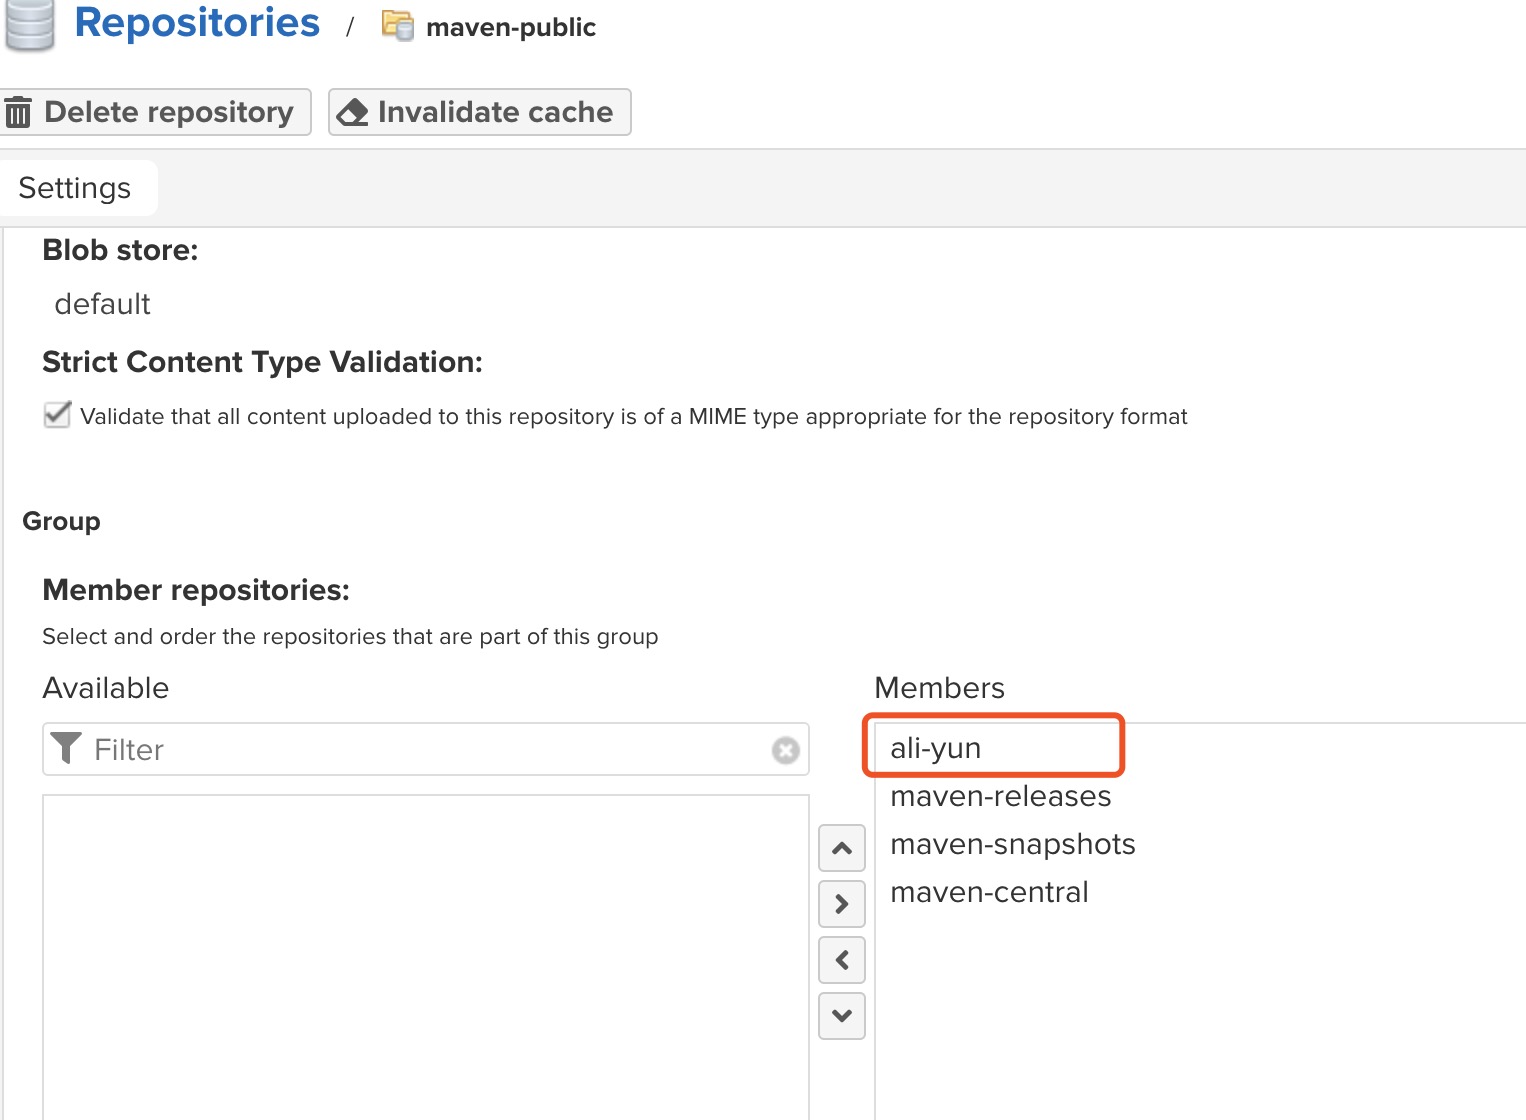 Repositories / maven-public
Delete repository Invalidate cache
Settings
Blob store:
default
Strict Content Type Validation:
Validate that all content uploaded to this repository is of a MIME type appropriate for the repository format
Group
Member repositories:
Select and order the repositories that are part of this group
Available
Filter
Members
ali-yun
maven-releases
maven-snapshots
maven-central